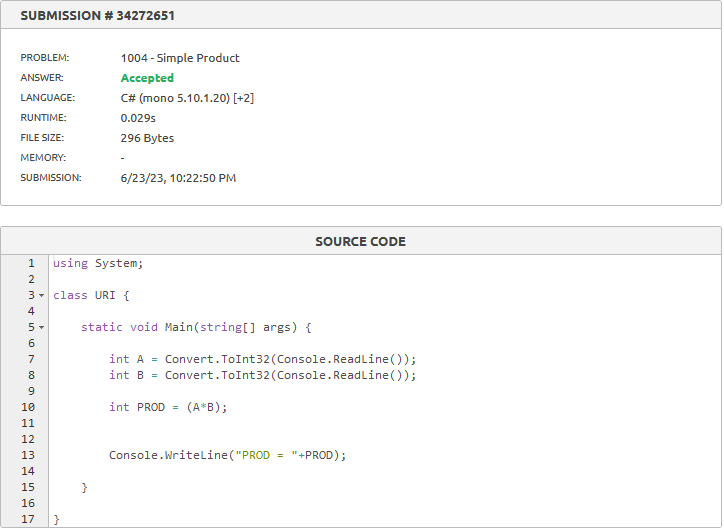 SUBMISSION # 34272651
PROBLEM: 1004 - Simple Product
ANSWER: Accepted
LANGUAGE: C# (mono 5.10.1.20) [+2]
RUNTIME: 0.029s
FILE SIZE: 296 Bytes
MEMORY: -
SUBMISSION: 6/23/23, 10:22:50 PM
SOURCE CODE
1 using System;
2
3 class URI {
4
5     static void Main(string[] args) {
6
7         int A = Convert.ToInt32(Console.ReadLine());
8         int B = Convert.ToInt32(Console.ReadLine());
9
10         int PROD = (A*B);
11
12
13         Console.WriteLine("PROD = "+PROD);
14
15     }
16
17 }